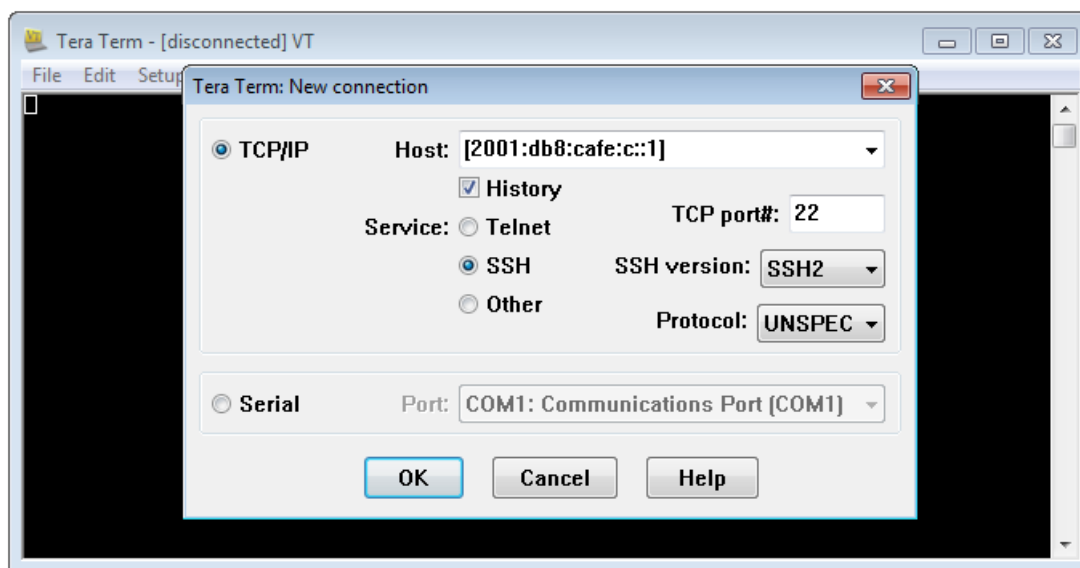 Tera Term - [disconnected] VT
File Edit Setup
Tera Term: New connection
TCP/IP Host: [2001:db8:cafe:c::1]
History
TCP port#: 22
Service: Telnet
SSH SSH version: SSH2
Other
Protocol: UNSPEC
Serial Port: COM1: Communications Port (COM1)
OK Cancel Help